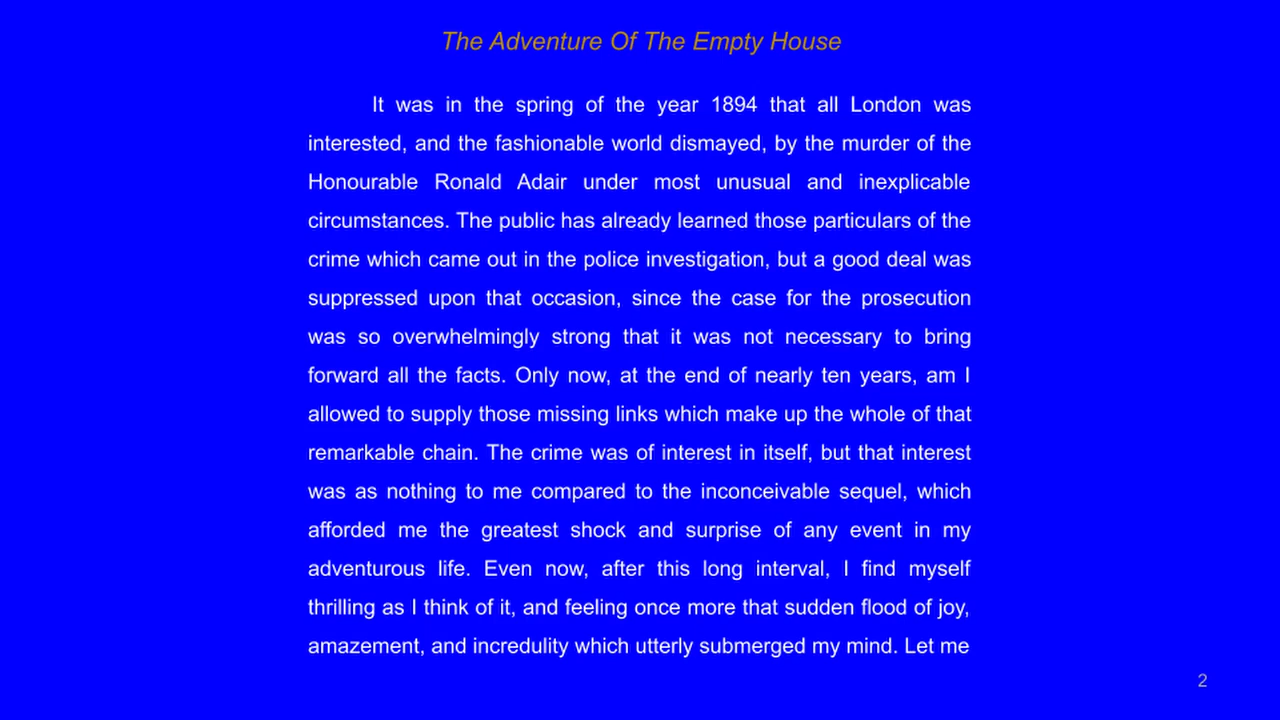 The Adventure Of The Empty House
It was in the spring of the year 1894 that all London was
interested, and the fashionable world dismayed, by the murder of the
Honourable Ronald Adair under most unusual and inexplicable
circumstances. The public has already learned those particulars of the
crime which came out in the police investigation, but a good deal was
suppressed upon that occasion, since the case for the prosecution
was so overwhelmingly strong that it was not necessary to bring
forward all the facts. Only now, at the end of nearly ten years, am I
allowed to supply those missing links which make up the whole of that
remarkable chain. The crime was of interest in itself, but that interest
was as nothing to me compared to the inconceivable sequel, which
afforded me the greatest shock and surprise of any event in my
adventurous life. Even now, after this long interval, I find myself
thrilling as I think of it, and feeling once more that sudden flood of joy,
amazement, and incredulity which utterly submerged my mind. Let me
2